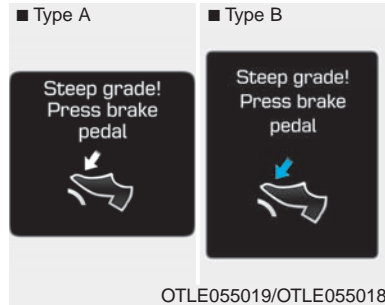 ■ Type A
■ Type B
Steep grade!
Press brake
pedal
Steep grade!
Press brake
pedal
OTLE055019/OTLE055018